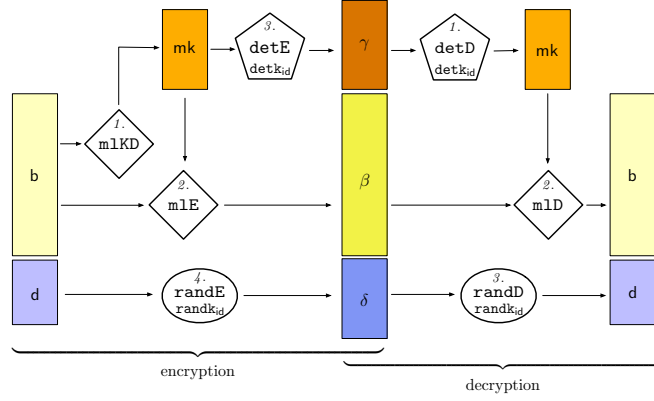 3.
detE
detk_id
mk
γ
1.
detD
detk_id
mk
1.
mlKD
b
2.
mlE
β
2.
mlD
b
d
4.
randE
randk_id
δ
3.
randD
randk_id
d
encryption
decryption